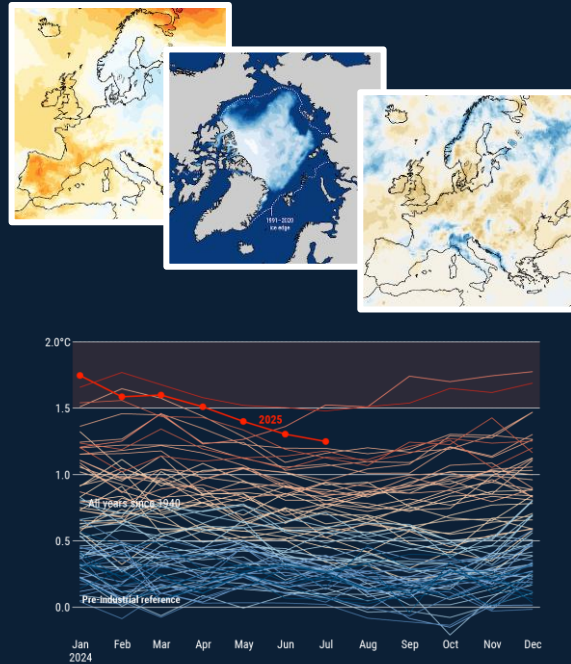 1991–2020
ice edge
2.0°C
1.5
2025
1.0
All years since 1940
0.5
Pre-industrial reference
0.0
Jan Feb Mar Apr May Jun Jul Aug Sep Oct Nov Dec
2024